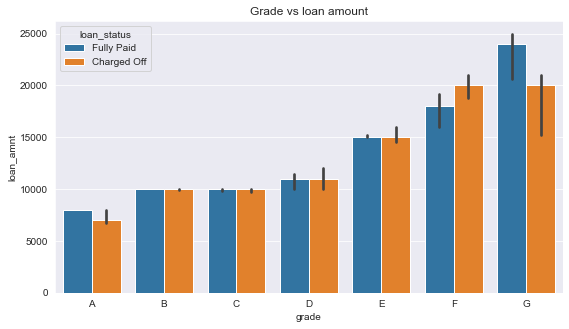 Grade vs loan amount
loan_status
Fully Paid
Charged Off
25000
20000
15000
10000
5000
0
loan_amnt
A B C D E F G
grade